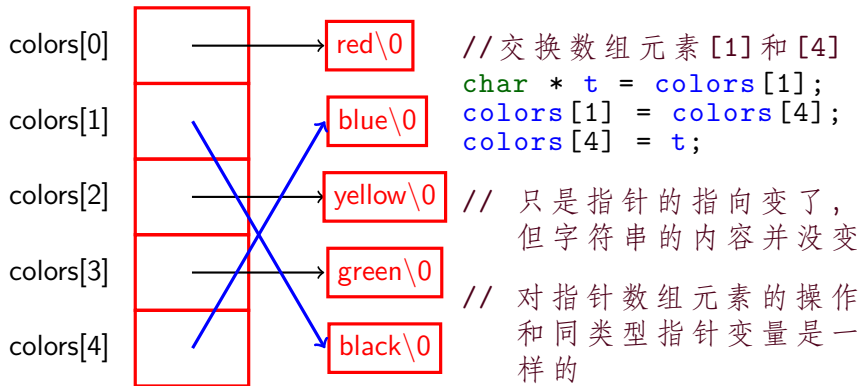 colors[0]
red\0
colors[1]
blue\0
colors[2]
yellow\0
colors[3]
green\0
colors[4]
black\0
//交换数组元素[1]和[4]
char * t = colors[1];
colors[1] = colors[4];
colors[4] = t;
// 只是指针的指向变了,
但字符串的内容并没变
// 对指针数组元素的操作
和同类型指针变量是一
样的